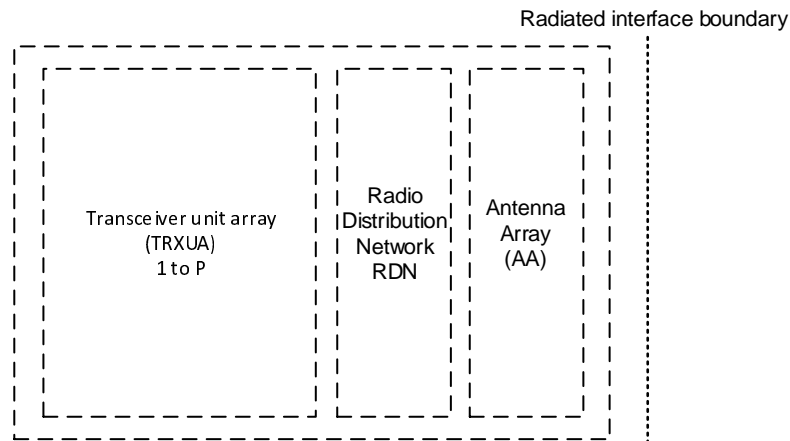 Radiated interface boundary
Transceiver unit array
(TRXUA)
1 to P
Radio
Distribution
Network
RDN
Antenna
Array
(AA)